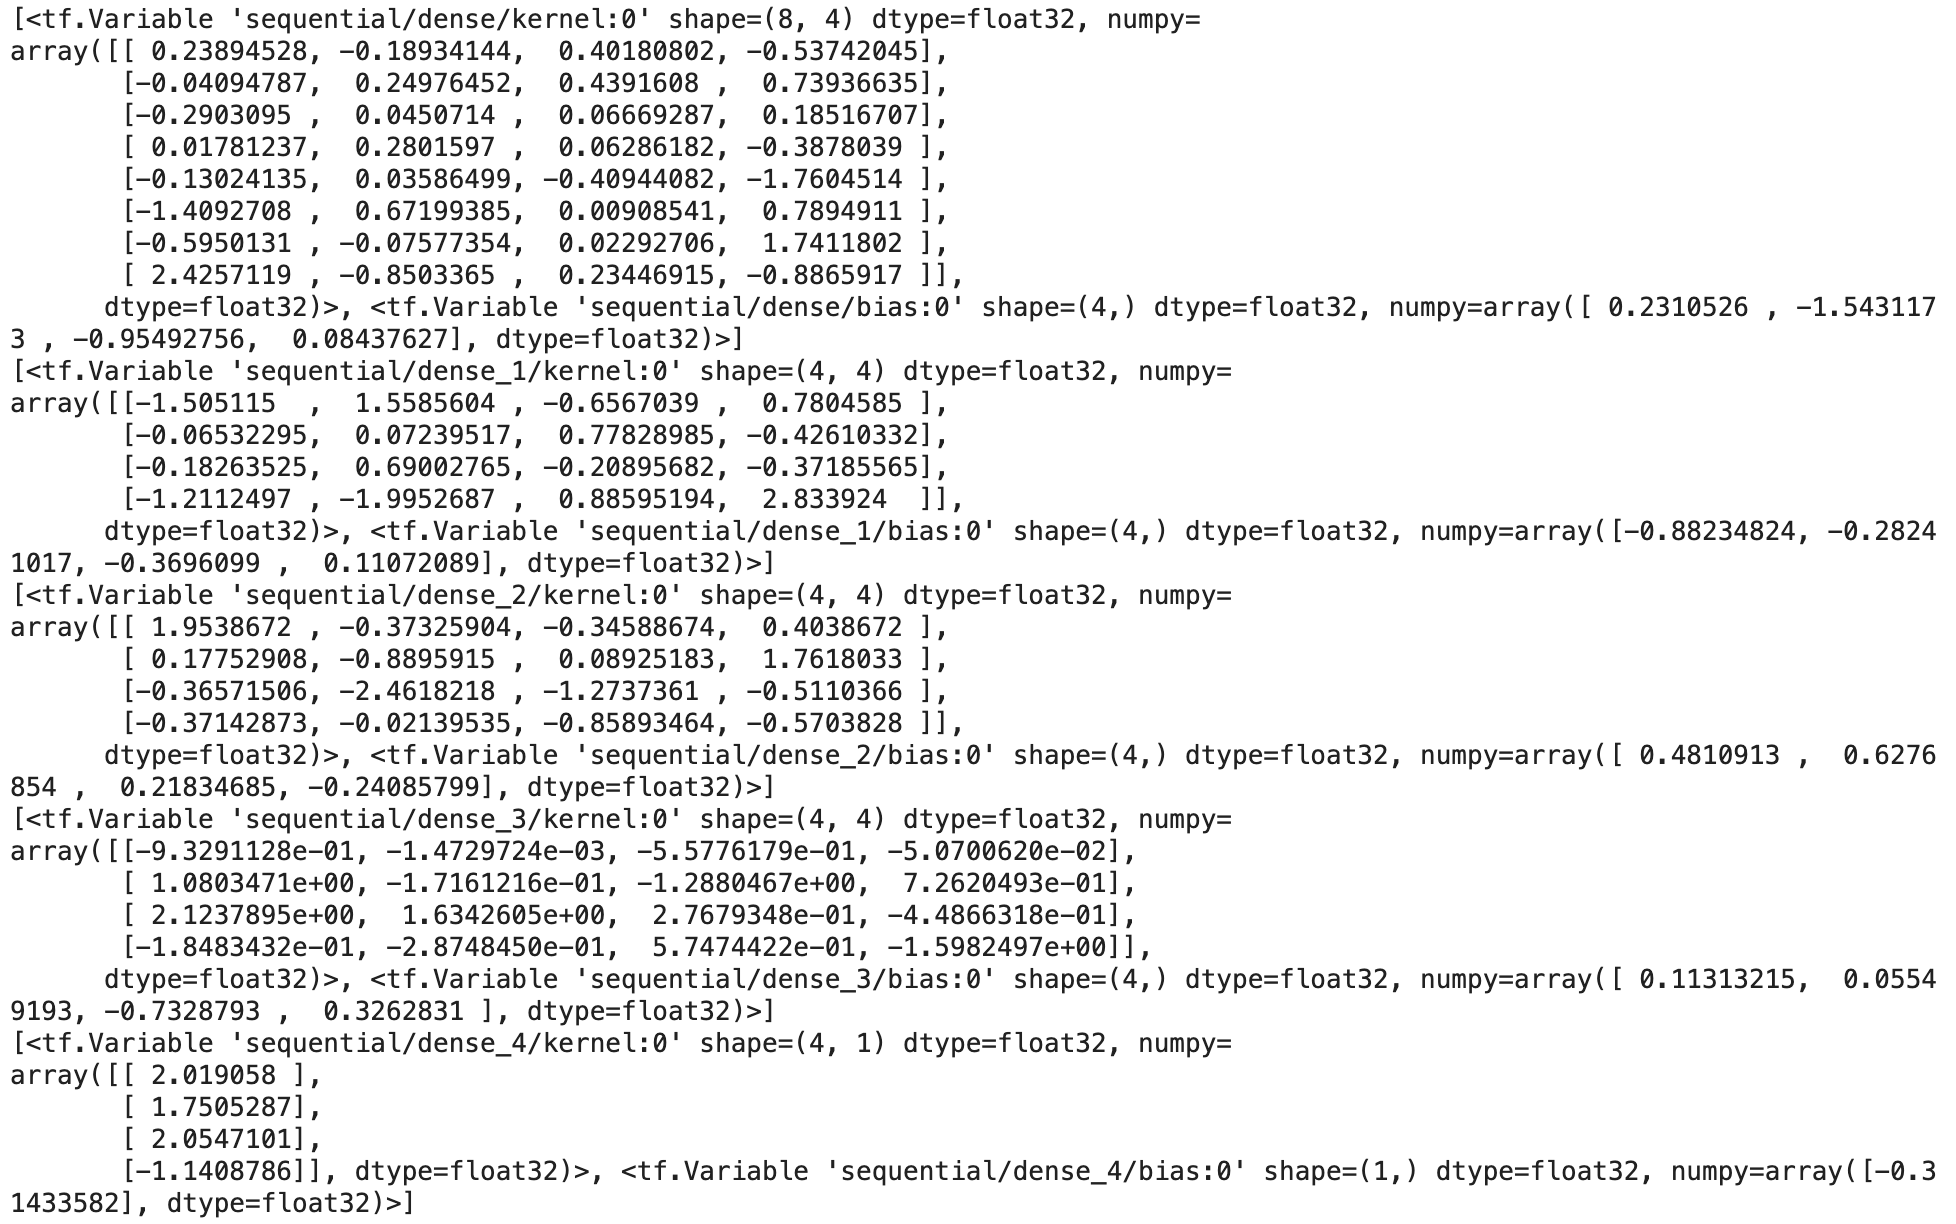 [<tf.Variable 'sequential/dense/kernel:0' shape=(8, 4) dtype=float32, numpy=
array([[ 0.23894528, -0.18934144,  0.40180802, -0.53742045],
       [-0.04094787,  0.24976452,  0.4391608 ,  0.73936635],
       [-0.2903095 ,  0.0450714 ,  0.06669287,  0.18516707],
       [ 0.01781237,  0.2801597 ,  0.06286182, -0.3878039 ],
       [-0.13024135,  0.03586499, -0.40944082, -1.7604514 ],
       [-1.4092708 ,  0.67199385,  0.00908541,  0.7894911 ],
       [-0.5950131 , -0.07577354,  0.02292706,  1.7411802 ],
       [ 2.4257119 , -0.8503365 ,  0.23446915, -0.8865917 ]],
      dtype=float32)>, <tf.Variable 'sequential/dense/bias:0' shape=(4,) dtype=float32, numpy=array([ 0.2310526 , -1.543117
3 , -0.95492756,  0.08437627], dtype=float32)>]
[<tf.Variable 'sequential/dense_1/kernel:0' shape=(4, 4) dtype=float32, numpy=
array([[-1.505115  ,  1.5585604 , -0.6567039 ,  0.7804585 ],
       [-0.06532295,  0.07239517,  0.77828985, -0.42610332],
       [-0.18263525,  0.69002765, -0.20895682, -0.37185565],
       [-1.2112497 , -1.9952687 ,  0.88595194,  2.833924  ]],
      dtype=float32)>, <tf.Variable 'sequential/dense_1/bias:0' shape=(4,) dtype=float32, numpy=array([-0.88234824, -0.2824
1017, -0.3696099 ,  0.11072089], dtype=float32)>]
[<tf.Variable 'sequential/dense_2/kernel:0' shape=(4, 4) dtype=float32, numpy=
array([[ 1.9538672 , -0.37325904, -0.34588674,  0.4038672 ],
       [ 0.17752908, -0.8895915 ,  0.08925183,  1.7618033 ],
       [-0.36571506, -2.4618218 , -1.2737361 , -0.5110366 ],
       [-0.37142873, -0.02139535, -0.85893464, -0.5703828 ]],
      dtype=float32)>, <tf.Variable 'sequential/dense_2/bias:0' shape=(4,) dtype=float32, numpy=array([ 0.4810913 ,  0.6276
854 ,  0.21834685, -0.24085799], dtype=float32)>]
[<tf.Variable 'sequential/dense_3/kernel:0' shape=(4, 4) dtype=float32, numpy=
array([[-9.3291128e-01, -1.4729724e-03, -5.5776179e-01, -5.0700620e-02],
       [ 1.0803471e+00, -1.7161216e-01, -1.2880467e+00,  7.2620493e-01],
       [ 2.1237895e+00,  1.6342605e+00,  2.7679348e-01, -4.4866318e-01],
       [-1.8483432e-01, -2.8748450e-01,  5.7474422e-01, -1.5982497e+00]],
      dtype=float32)>, <tf.Variable 'sequential/dense_3/bias:0' shape=(4,) dtype=float32, numpy=array([ 0.11313215,  0.0554
9193, -0.7328793 ,  0.3262831 ], dtype=float32)>]
[<tf.Variable 'sequential/dense_4/kernel:0' shape=(4, 1) dtype=float32, numpy=
array([[ 2.019058 ],
       [ 1.7505287],
       [ 2.0547101],
       [-1.1408786]], dtype=float32)>, <tf.Variable 'sequential/dense_4/bias:0' shape=(1,) dtype=float32, numpy=array([-0.3
1433582], dtype=float32)>]